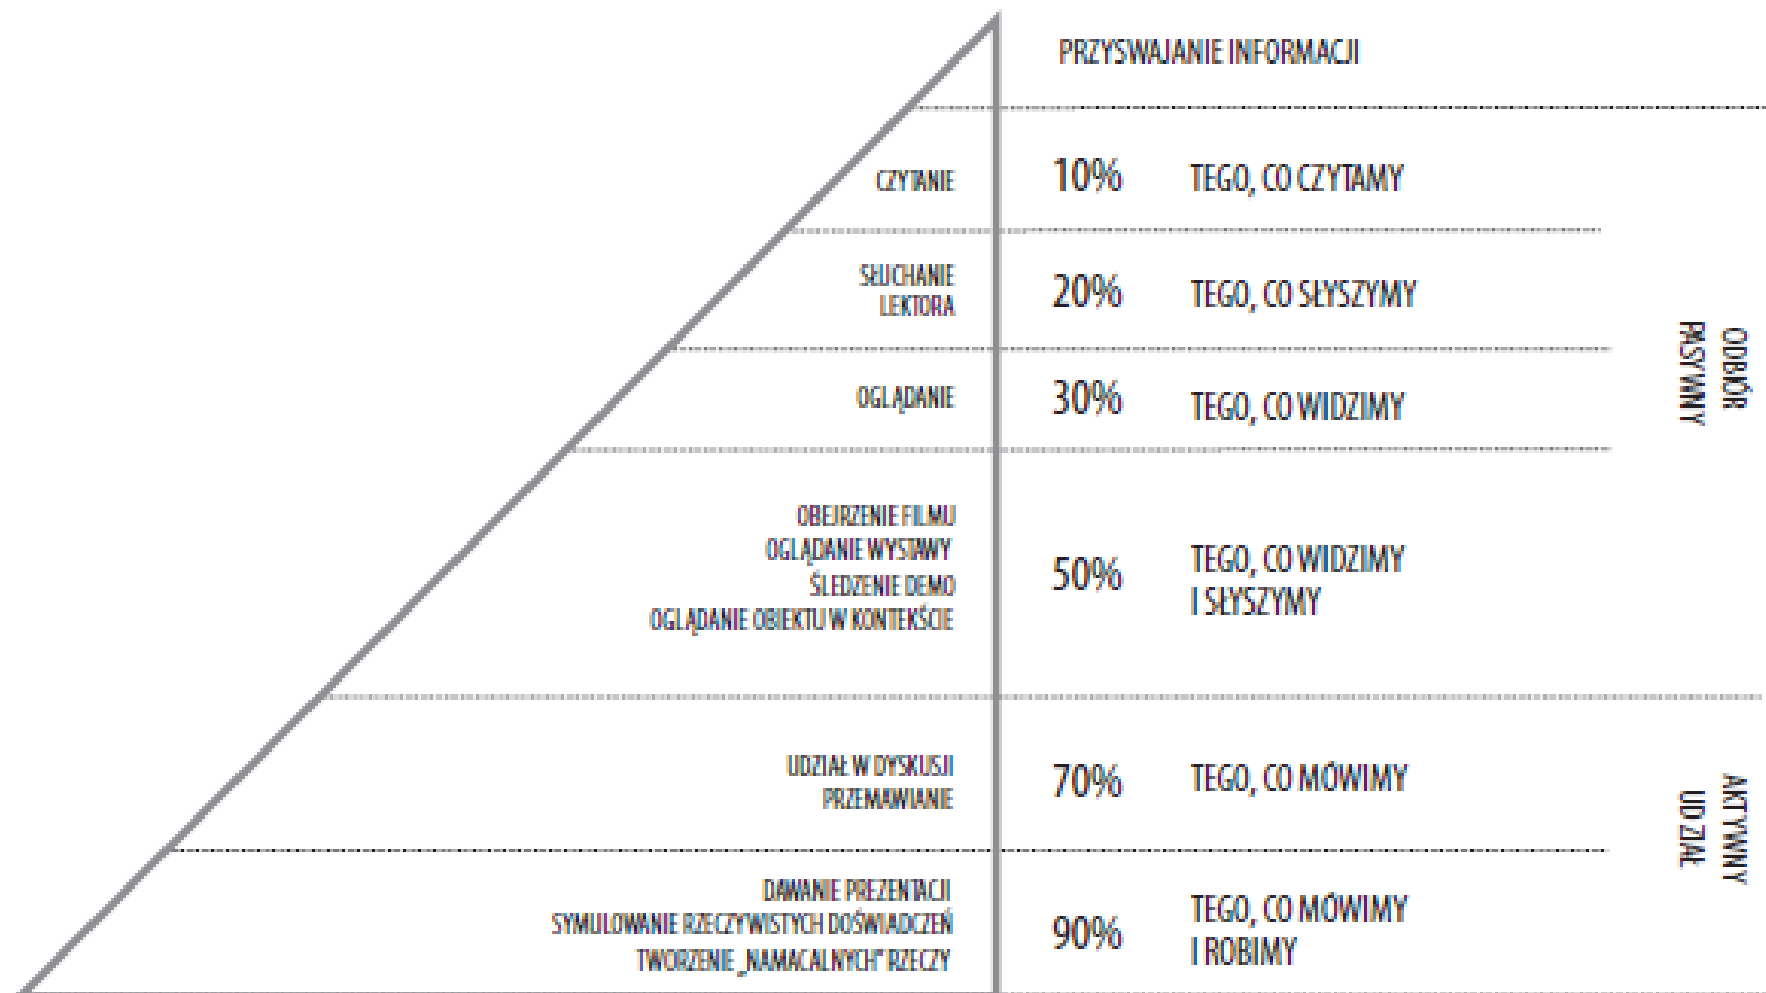 PRZYSWAJANIE INFORMACJI
CZYTANIE
10%
TEGO, CO CZYTAMY
SŁUCHANIE
LEKTORA
20%
TEGO, CO SŁYSZYMY
OGLĄDANIE
30%
TEGO, CO WIDZIMY
OBEJRZENIE FILMU
OGLĄDANIE WYSTAWY
ŚLEDZENIE DEMO
OGLĄDANIE OBIEKTU W KONTEKŚCIE
50%
TEGO, CO WIDZIMY
I SŁYSZYMY
ODBIÓR
PASYWNY
UDZIAŁ W DYSKUSJI
PRZEMAWIANIE
70%
TEGO, CO MÓWIMY
DAWANIE PREZENTACJI
SYMULOWANIE RZECZYWISTYCH DOŚWIADCZEŃ
TWORZENIE „NAMACALNYCH” RZECZY
90%
TEGO, CO MÓWIMY
I ROBIMY
AKTYWNY
UDZIAŁ